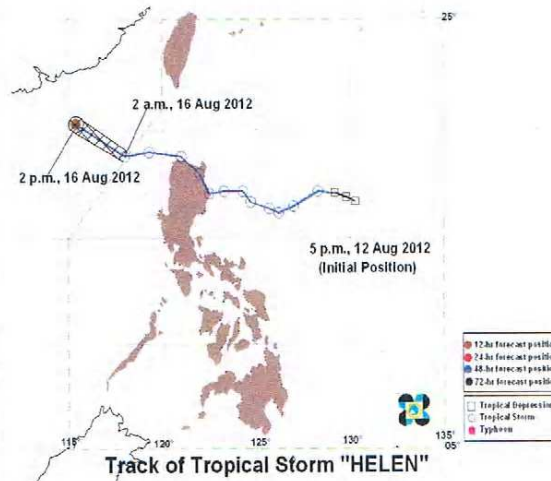 25°
2 a.m., 16 Aug 2012
2 p.m., 16 Aug 2012
5 p.m., 12 Aug 2012
(Initial Position)
12-hr forecast position
24-hr forecast position
48-hr forecast position
72-hr forecast position
Tropical Depression
Tropical Storm
Typhoon
115°
120°
125°
130°
135°
05°
Track of Tropical Storm "HELEN"